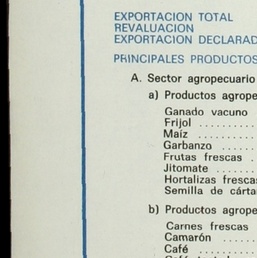 EXPORTACION TOTAL
REVALUACION
EXPORTACION DECLARAD
PRINCIPALES PRODUCTOS
A. Sector agropecuario
a) Productos agrope
Ganado vacuno
Frijol
Maíz
Garbanzo
Frutas frescas
Jitomate
Hortalizas frescas
Semilla de cárta
b) Productos agrope
Carnes frescas
Camarón
Café